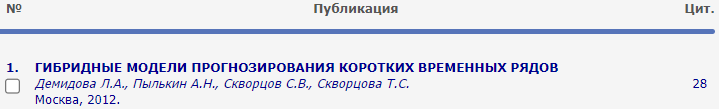 № Публикация Цит.
1. ГИБРИДНЫЕ МОДЕЛИ ПРОГНОЗИРОВАНИЯ КОРОТКИХ ВРЕМЕННЫХ РЯДОВ
Демидова Л.А., Пылькин А.Н., Скворцов С.В., Скворцова Т.С. 28
Москва, 2012.